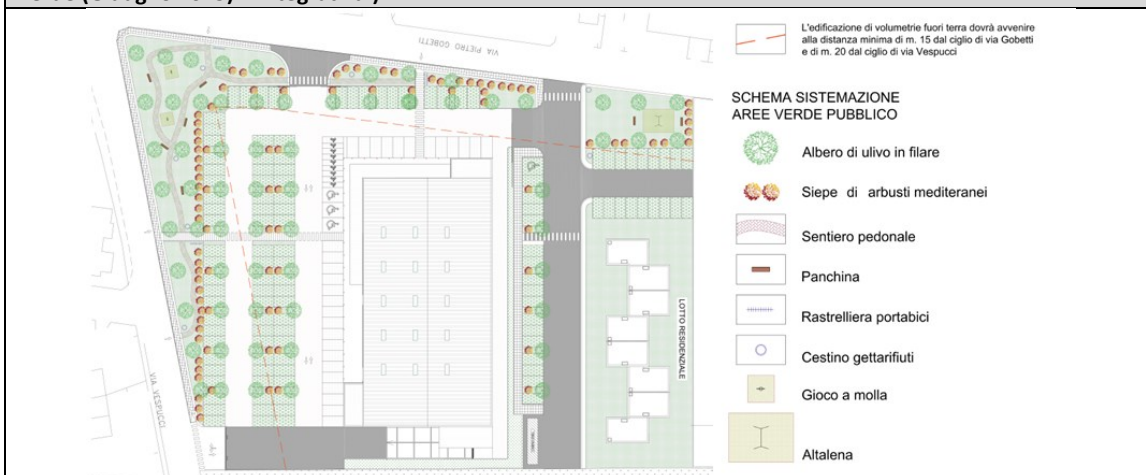 VIA PIETRO GOBETTI
VIA VESPUCCI
LOTTO RESIDENZIALE
L'edificazione di volumetrie fuori terra dovrà avvenire
alla distanza minima di m. 15 dal ciglio di via Gobetti
e di m. 20 dal ciglio di via Vespucci
SCHEMA SISTEMAZIONE
AREE VERDE PUBBLICO
Albero di ulivo in filare
Siepe di arbusti mediteranei
Sentiero pedonale
Panchina
Rastrelliera portabici
Cestino gettarifiuti
Gioco a molla
Altalena